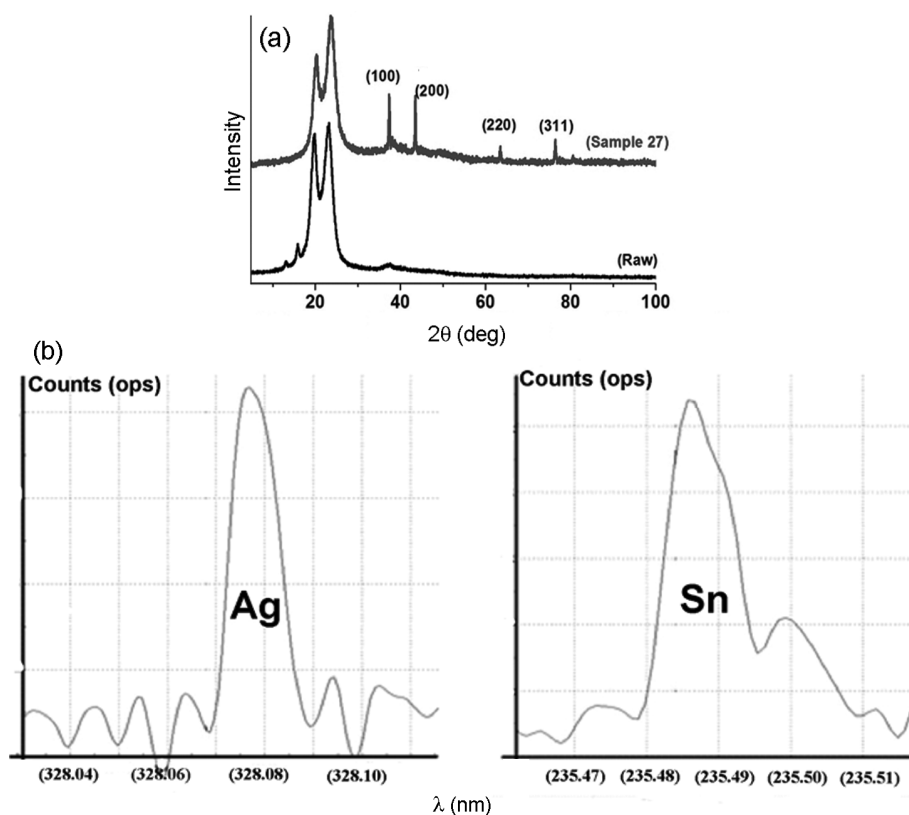 (a)
(100)
(200)
(220)
(311)
(Sample 27)
Intensity
(Raw)
20 40 60 80 100
2θ (deg)
(b)
Counts (ops)
Counts (ops)
Ag
Sn
(328.04) (328.06) (328.08) (328.10)
(235.47) (235.48) (235.49) (235.50) (235.51)
λ (nm)